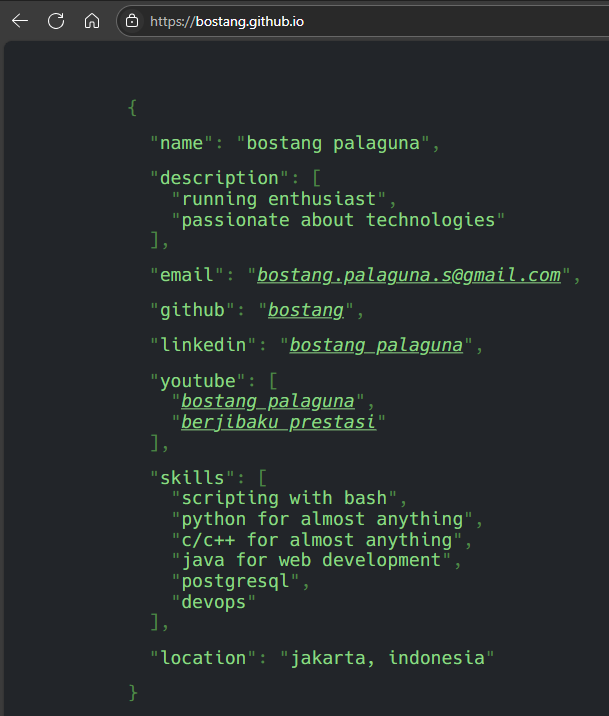 https://bostang.github.io
{
"name": "bostang palaguna",
"description": [
"running enthusiast",
"passionate about technologies"
],
"email": "bostang.palaguna.s@gmail.com",
"github": "bostang",
"linkedin": "bostang palaguna",
"youtube": [
"bostang palaguna",
"berjibaku prestasi"
],
"skills": [
"scripting with bash",
"python for almost anything",
"c/c++ for almost anything",
"java for web development",
"postgresql",
"devops"
],
"location": "jakarta, indonesia"
}